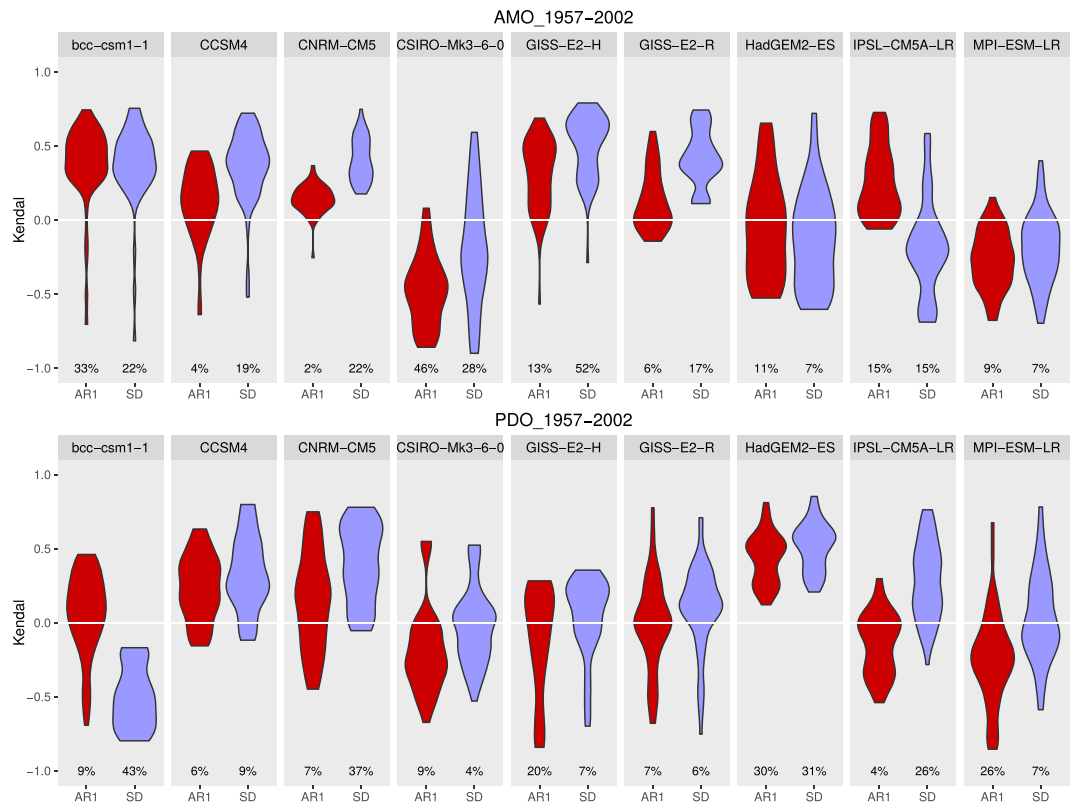 AMO_1957−2002
bcc−csm1−1 CCSM4 CNRM−CM5 CSIRO−Mk3−6−0 GISS−E2−H GISS−E2−R HadGEM2−ES IPSL−CM5A−LR MPI−ESM−LR
1.0
0.5
0.0
−0.5
−1.0
Kendal
33% 22% 4% 19% 2% 22% 46% 28% 13% 52% 6% 17% 11% 7% 15% 15% 9% 7%
AR1 SD AR1 SD AR1 SD AR1 SD AR1 SD AR1 SD AR1 SD AR1 SD AR1 SD
PDO_1957−2002
bcc−csm1−1 CCSM4 CNRM−CM5 CSIRO−Mk3−6−0 GISS−E2−H GISS−E2−R HadGEM2−ES IPSL−CM5A−LR MPI−ESM−LR
1.0
0.5
0.0
−0.5
−1.0
Kendal
9% 43% 6% 9% 7% 37% 9% 4% 20% 7% 7% 6% 30% 31% 4% 26% 26% 7%
AR1 SD AR1 SD AR1 SD AR1 SD AR1 SD AR1 SD AR1 SD AR1 SD AR1 SD